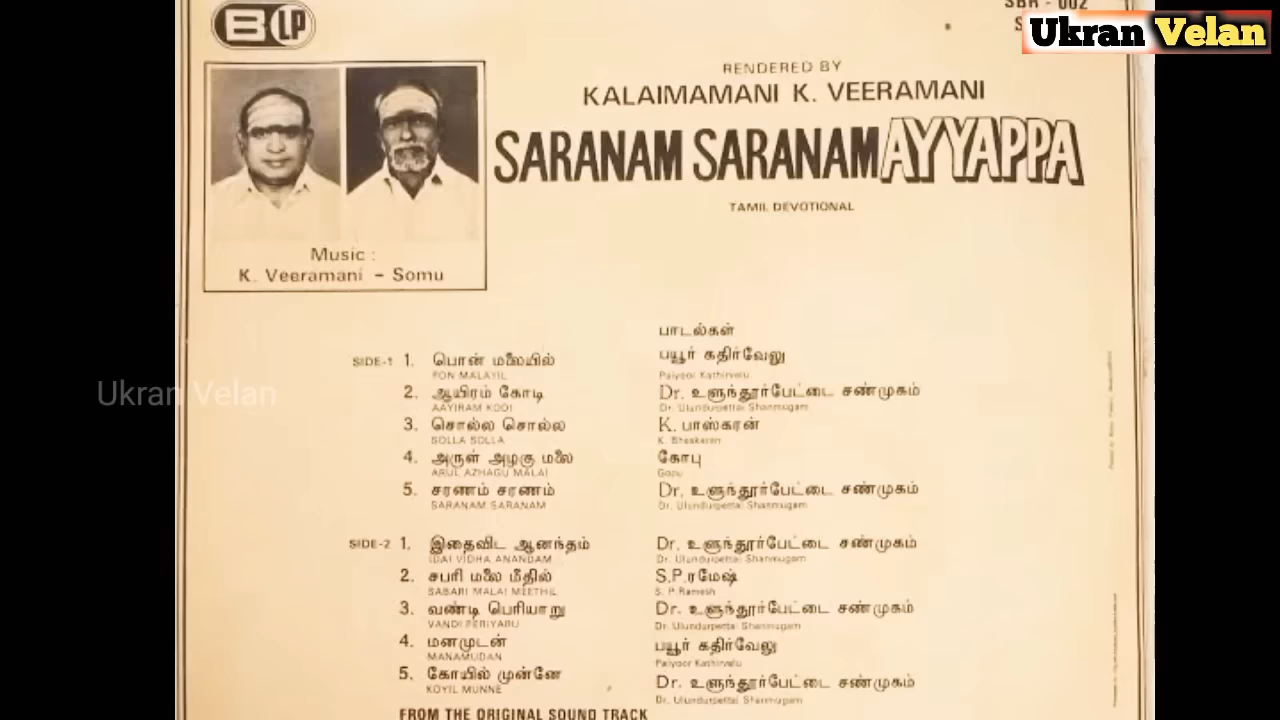 B LP
SBR - 002
Ukran Velan
RENDERED BY
KALAIMAMANI K. VEERAMANI
SARANAM SARANAM AYYAPPA
TAMIL DEVOTIONAL
Music :
K. Veeramani - Somu
பாடல்கள்
SIDE-1 1. பொன் மலையில் பயூர் கதிர்வேலு
PON MALAYIL Paiyoor Kathirvelu
2. ஆயிரம் கோடி Dr. உளுந்தூர்பேட்டை சண்முகம்
AAYIRAM KODI Dr. Ulundurpettai Shanmugam
3. சொல்ல சொல்ல K. பாஸ்கரன்
SOLLA SOLLA K. Bhaskaran
4. அருள் அழகு மலை கோபு
ARUL AZHAGU MALAI Gopu
5. சரணம் சரணம் Dr. உளுந்தூர்பேட்டை சண்முகம்
SARANAM SARANAM Dr. Ulundurpettai Shanmugam
Ukran Velan
SIDE-2 1. இதைவிட ஆனந்தம் Dr. உளுந்தூர்பேட்டை சண்முகம்
IDAI VIDHA ANANDAM Dr. Ulundurpettai Shanmugam
2. சபரி மலை மீதில் S.P.ரமேஷ்
SABARI MALAI MEETHIL S. P. Ramesh
3. வண்டி பெரியாறு Dr. உளுந்தூர்பேட்டை சண்முகம்
VANDI PERIYARU Dr. Ulundurpettai Shanmugam
4. மனமுடன் பயூர் கதிர்வேலு
MANAMUDAN Paiyoor Kathirvelu
5. கோயில் முன்னே Dr. உளுந்தூர்பேட்டை சண்முகம்
KOYIL MUNNE Dr. Ulundurpettai Shanmugam
FROM THE ORIGINAL SOUND TRACK